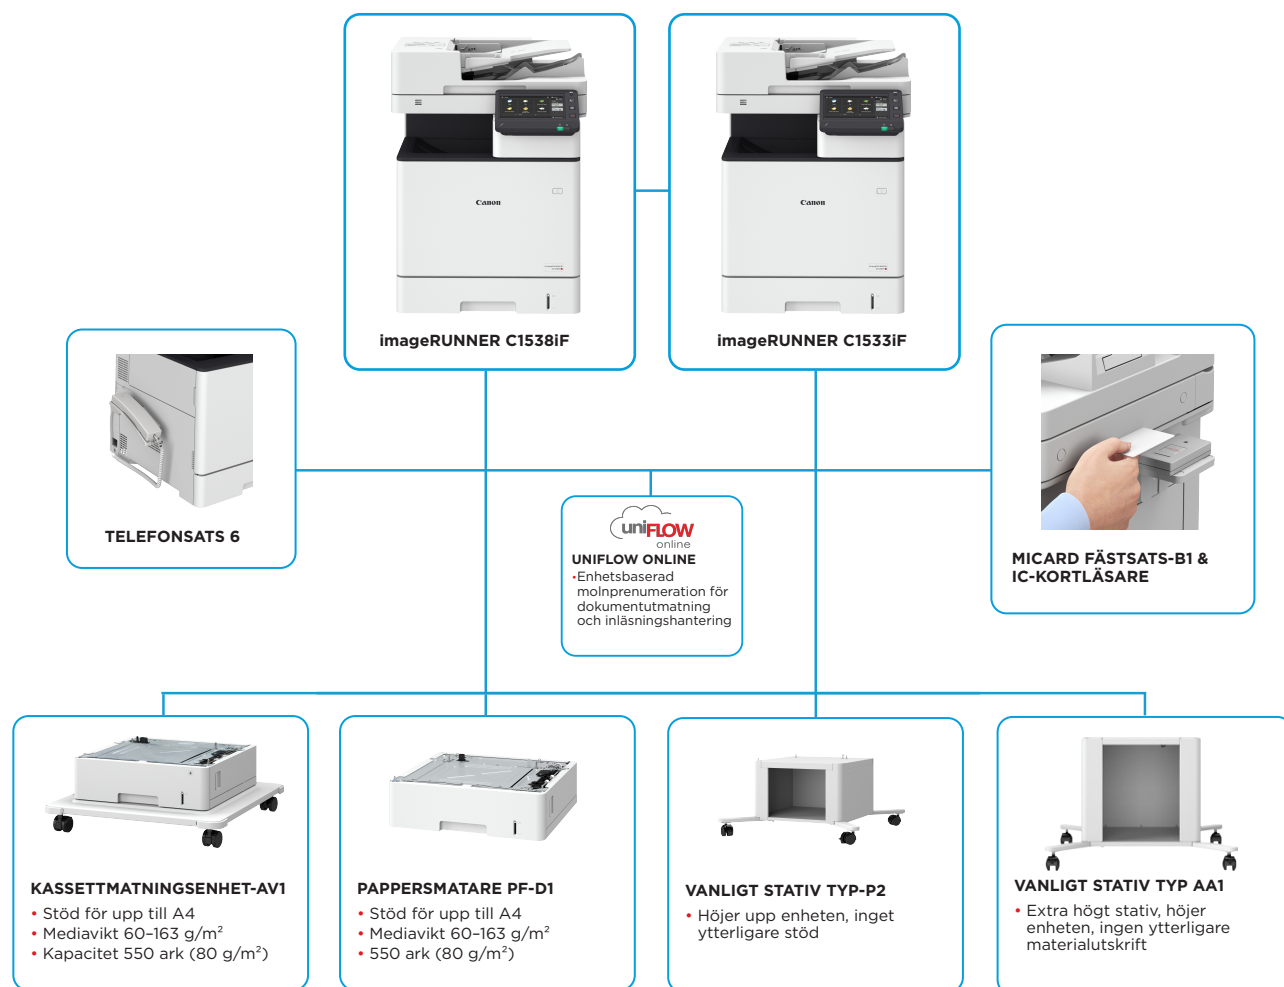 Canon
Canon
imageRUNNER C1538iF
imageRUNNER C1533iF
TELEFONSATS 6
uniFLOW
online
UNIFLOW ONLINE
•Enhetsbaserad
molnprenumeration för
dokumentutmatning
och inläsningshantering
MICARD FÄSTSATS-B1 &
IC-KORTLÄSARE
KASSETTMATNINGSENHET-AV1
• Stöd för upp till A4
• Mediavikt 60–163 g/m²
• Kapacitet 550 ark (80 g/m²)
PAPPERSMATARE PF-D1
• Stöd för upp till A4
• Mediavikt 60–163 g/m²
• 550 ark (80 g/m²)
VANLIGT STATIV TYP-P2
• Höjer upp enheten, inget
ytterligare stöd
VANLIGT STATIV TYP AA1
• Extra högt stativ, höjer
enheten, ingen ytterligare
materialutskrift